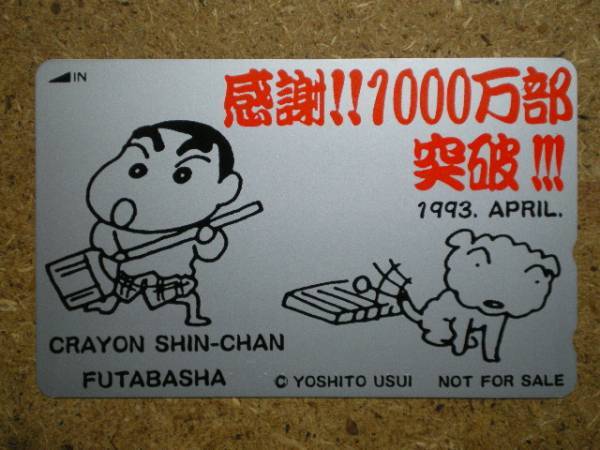 IN
感謝!!1000万部
突破!!!
1993. APRIL.
CRAYON SHIN-CHAN
FUTABASHA
© YOSHITO USUI NOT FOR SALE